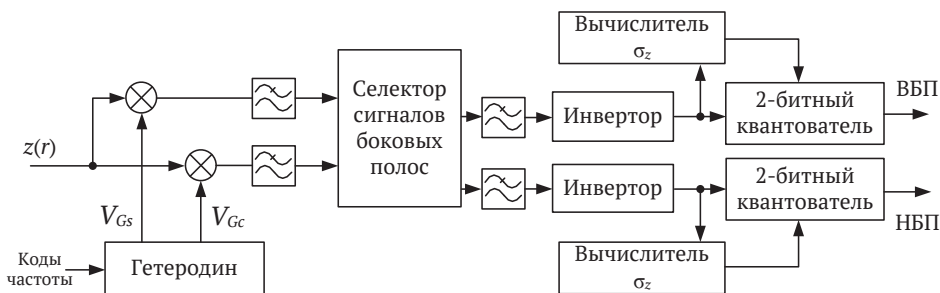 Вычислитель
σz
z(r)
Селектор
сигналов
боковых
полос
Инвертор
2-битный
квантователь
ВБП
Инвертор
2-битный
квантователь
НБП
VGs
VGc
Коды
частоты
Гетеродин
Вычислитель
σz